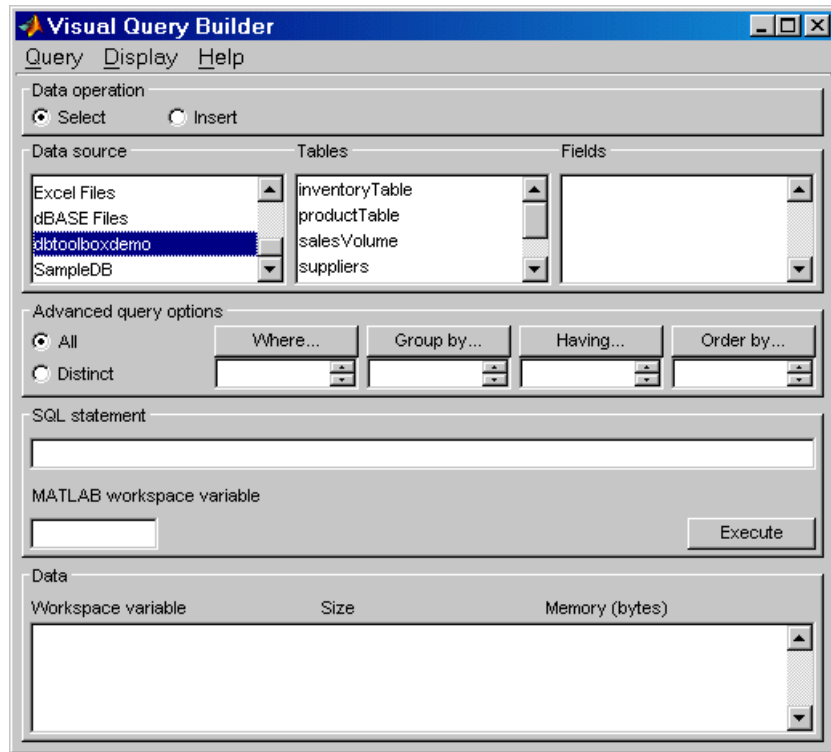 Visual Query Builder
Query Display Help
Data operation
Select Insert
Data source Tables Fields
Excel Files
dBASE Files
dbtoolboxdemo
SampleDB
inventoryTable
productTable
salesVolume
suppliers
Advanced query options
All Where... Group by... Having... Order by...
Distinct
SQL statement
MATLAB workspace variable
Execute
Data
Workspace variable Size Memory (bytes)